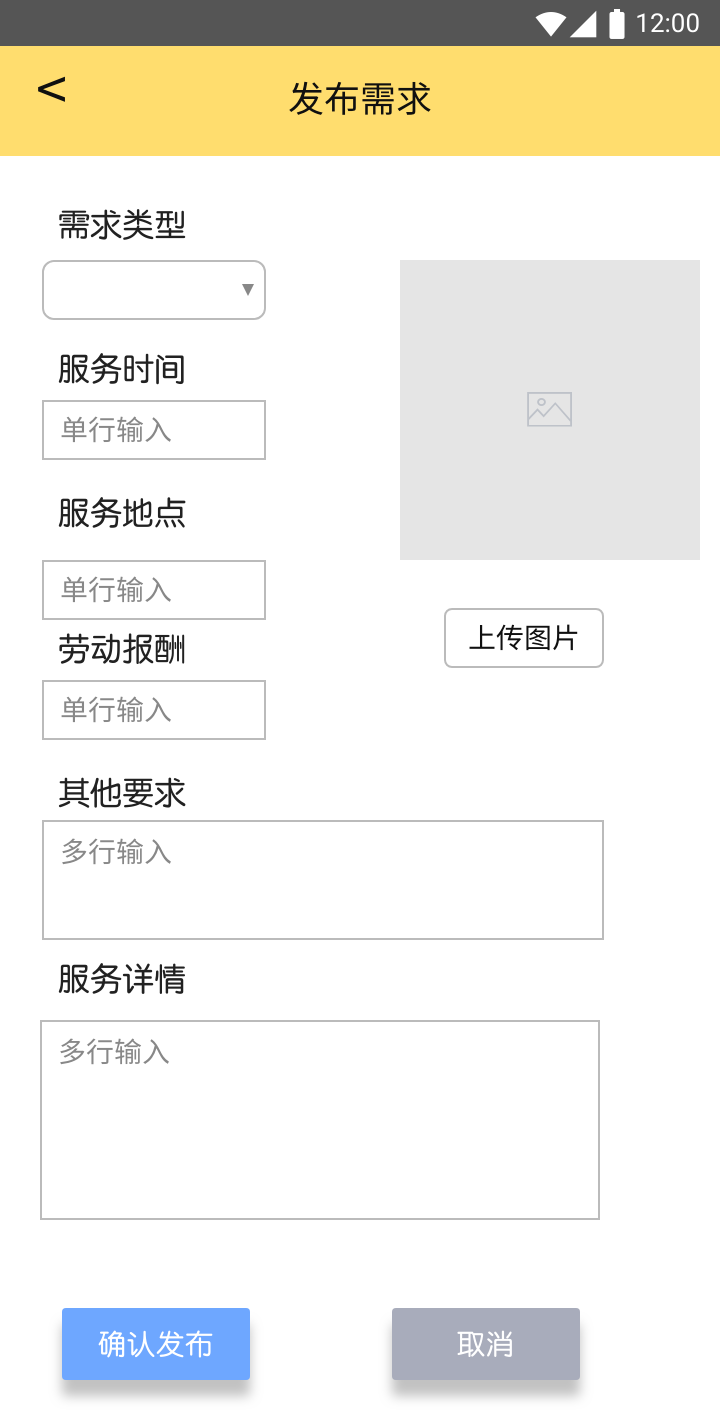 12:00
<
发布需求
需求类型
服务时间
单行输入
服务地点
单行输入
劳动报酬
单行输入
上传图片
其他要求
多行输入
服务详情
多行输入
确认发布
取消